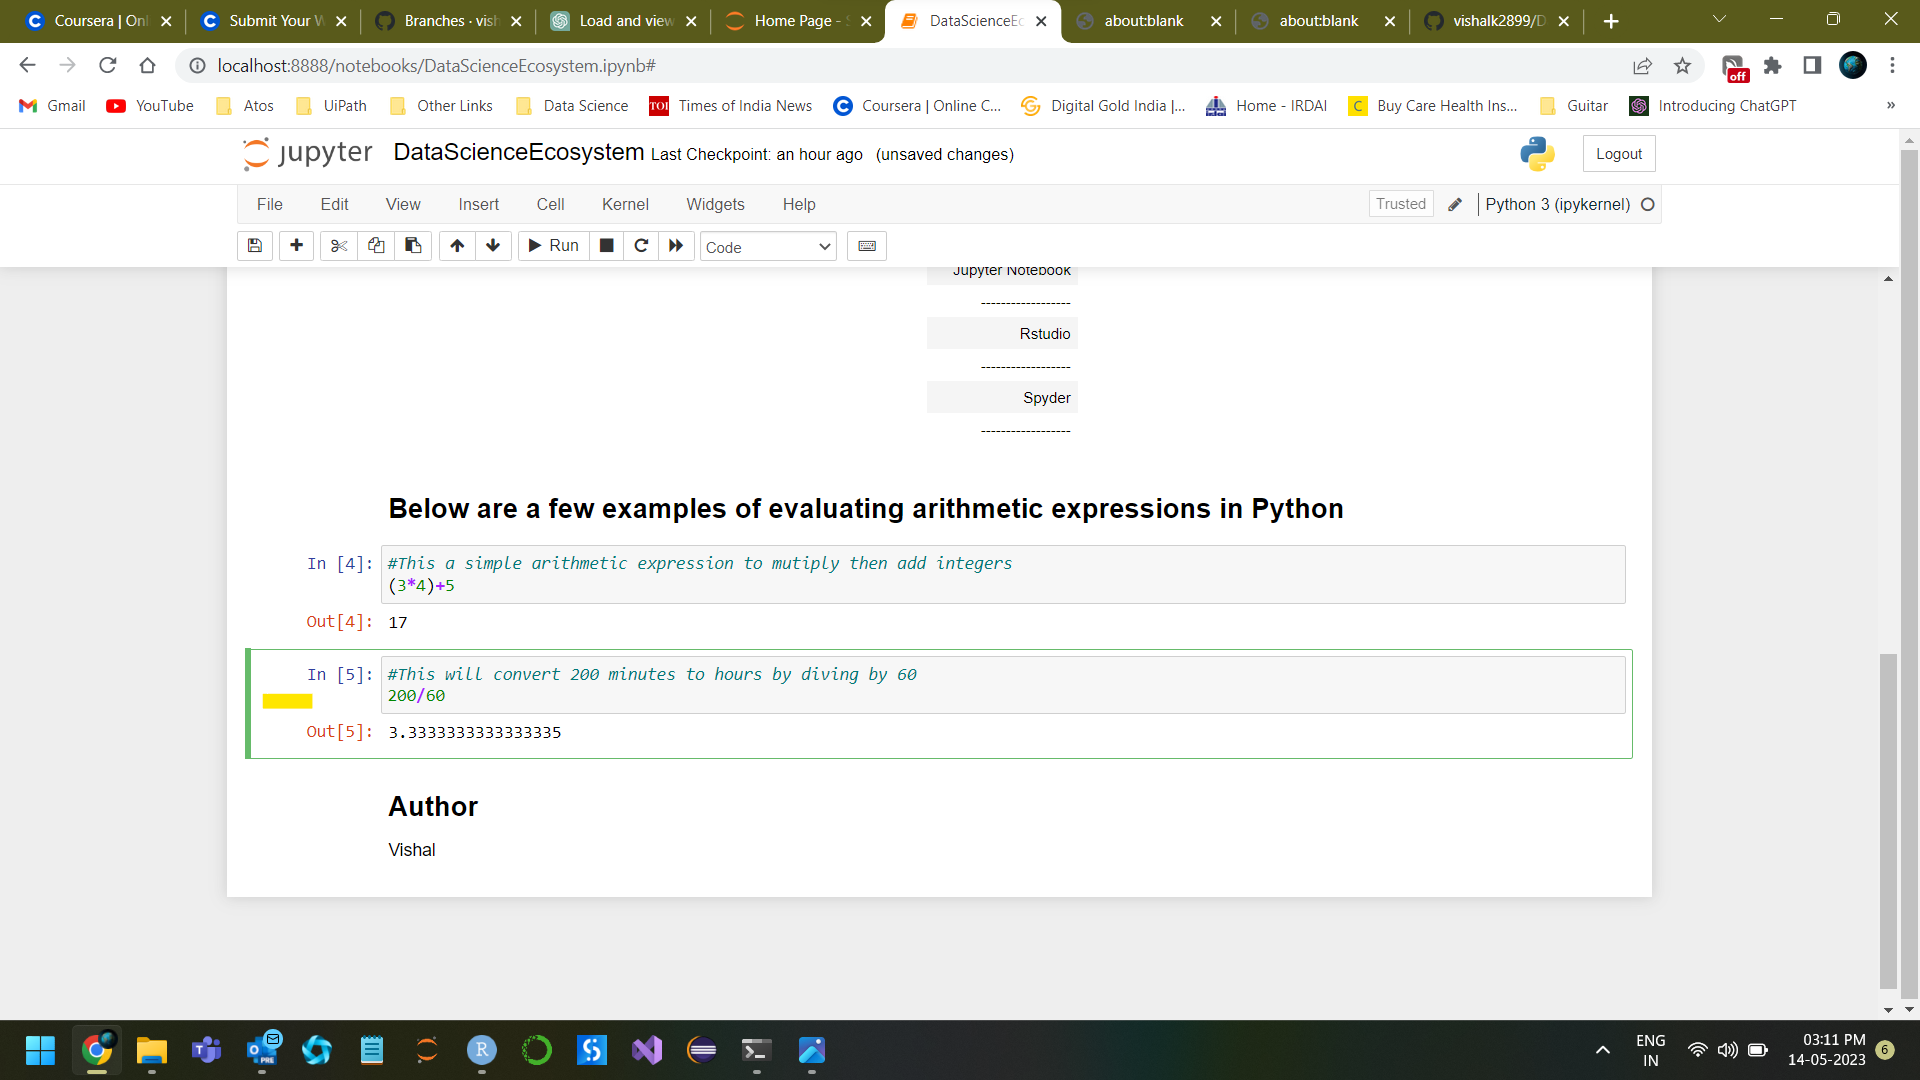 Coursera | Onl
Submit Your W
Branches · vish
Load and view
Home Page - S
DataScienceEc
about:blank
about:blank
vishalk2899/D
localhost:8888/notebooks/DataScienceEcosystem.ipynb#
off
Gmail
YouTube
Atos
UiPath
Other Links
Data Science
TOI
Times of India News
Coursera | Online C...
Digital Gold India |...
Home - IRDAI
C
Buy Care Health Ins...
Guitar
Introducing ChatGPT
»
jupyter
DataScienceEcosystem Last Checkpoint: an hour ago (unsaved changes)
Logout
File
Edit
View
Insert
Cell
Kernel
Widgets
Help
Trusted
Python 3 (ipykernel)
Run
Code
Jupyter Notebook
------------------
Rstudio
------------------
Spyder
------------------
Below are a few examples of evaluating arithmetic expressions in Python
In [4]: #This a simple arithmetic expression to mutiply then add integers
(3*4)+5
Out[4]: 17
In [5]: #This will convert 200 minutes to hours by diving by 60
200/60
Out[5]: 3.3333333333333335
Author
Vishal
PRE
R
ENG
IN
03:11 PM
14-05-2023
6